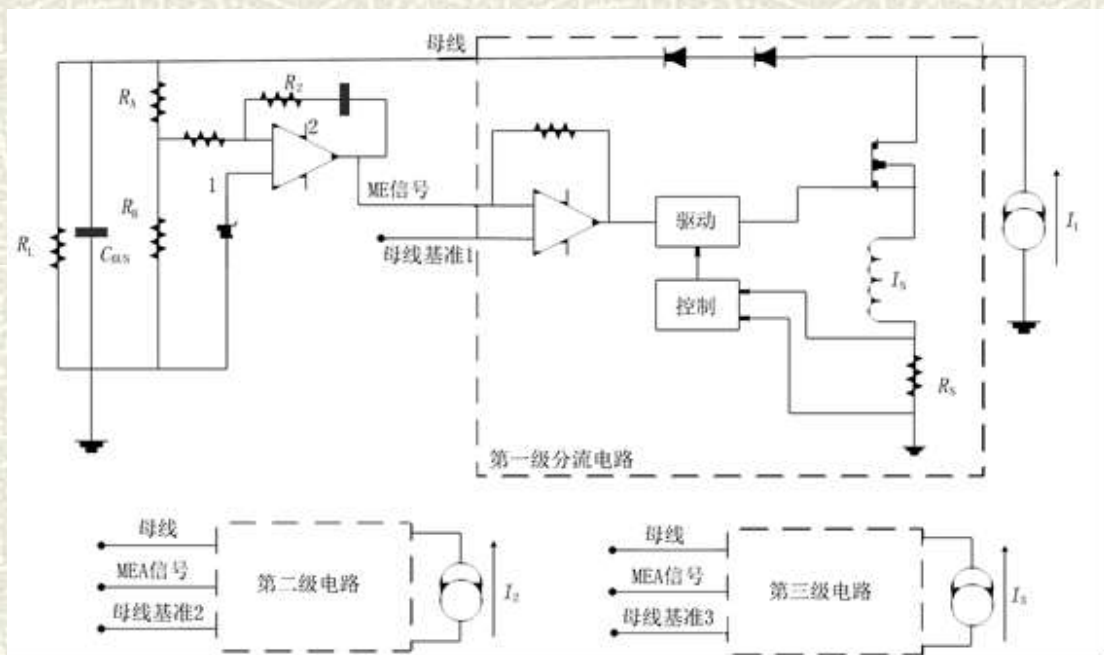 母线
R_A
R_2
2
1
ME信号
R_B
R_L
C_BUS
母线基准1
驱动
控制
I_S
R_S
I_1
第一级分流电路
母线
MEA信号
母线基准2
第二级电路
I_2
母线
MEA信号
母线基准3
第三级电路
I_3